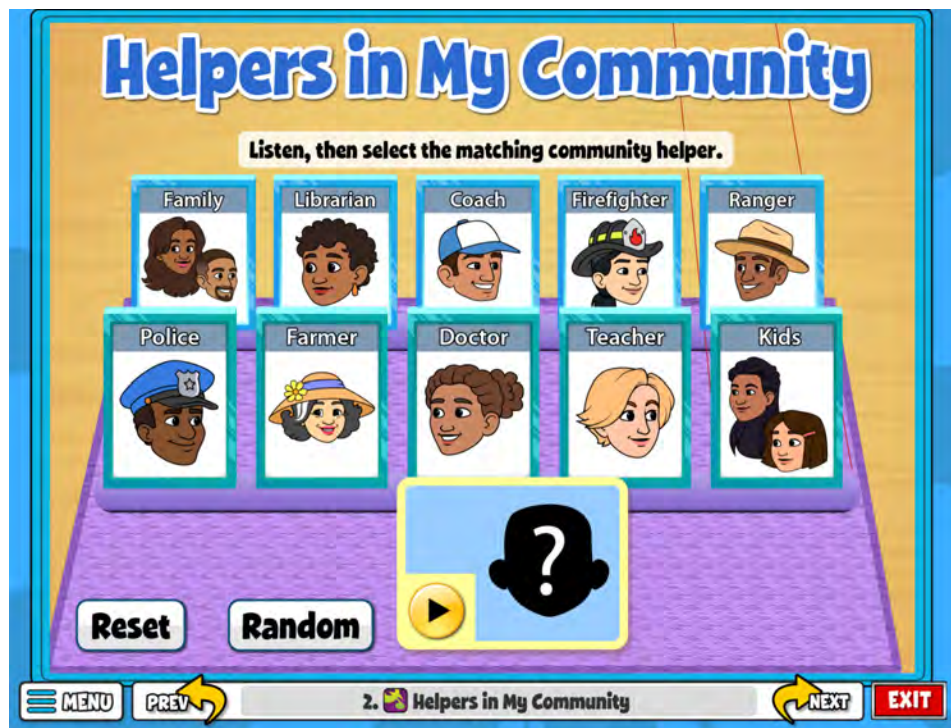 Helpers in My Community
Listen, then select the matching community helper.
Family Librarian Coach Firefighter Ranger
Police Farmer Doctor Teacher Kids
?
Reset Random
MENU PREV 2. Helpers in My Community NEXT EXIT